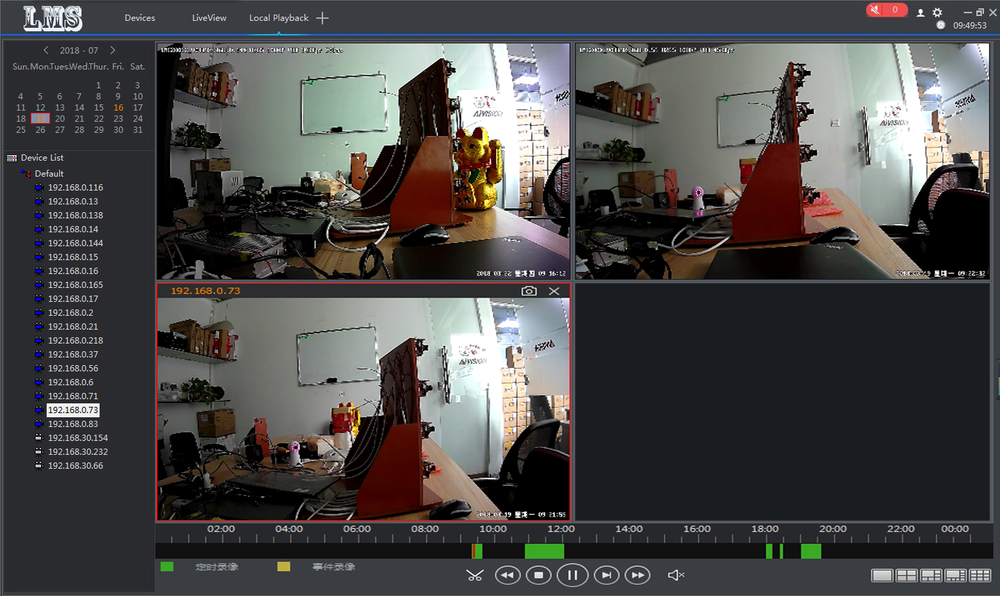 LMS
Devices
LiveView
Local Playback
0
09:49:53
2018 - 07
Sun. Mon. Tues. Wed. Thur. Fri. Sat.
1 2 3
4 5 6 7 8 9 10
11 12 13 14 15 16 17
18 19 20 21 22 23 24
25 26 27 28 29 30 31
Device List
Default
192.168.0.116
192.168.0.13
192.168.0.138
192.168.0.14
192.168.0.144
192.168.0.15
192.168.0.16
192.168.0.165
192.168.0.17
192.168.0.2
192.168.0.21
192.168.0.218
192.168.0.37
192.168.0.56
192.168.0.6
192.168.0.71
192.168.0.73
192.168.0.83
192.168.30.154
192.168.30.232
192.168.30.66
AiVISION
2018-03-22 星期四 09:16:12
AiVISION
2018-03-19 星期一 09:22:32
192.168.0.73
AiVISION
2018-03-19 星期一 09:21:55
02:00 04:00 06:00 08:00 10:00 12:00 14:00 16:00 18:00 20:00 22:00 00:00
定时录像
事件录像